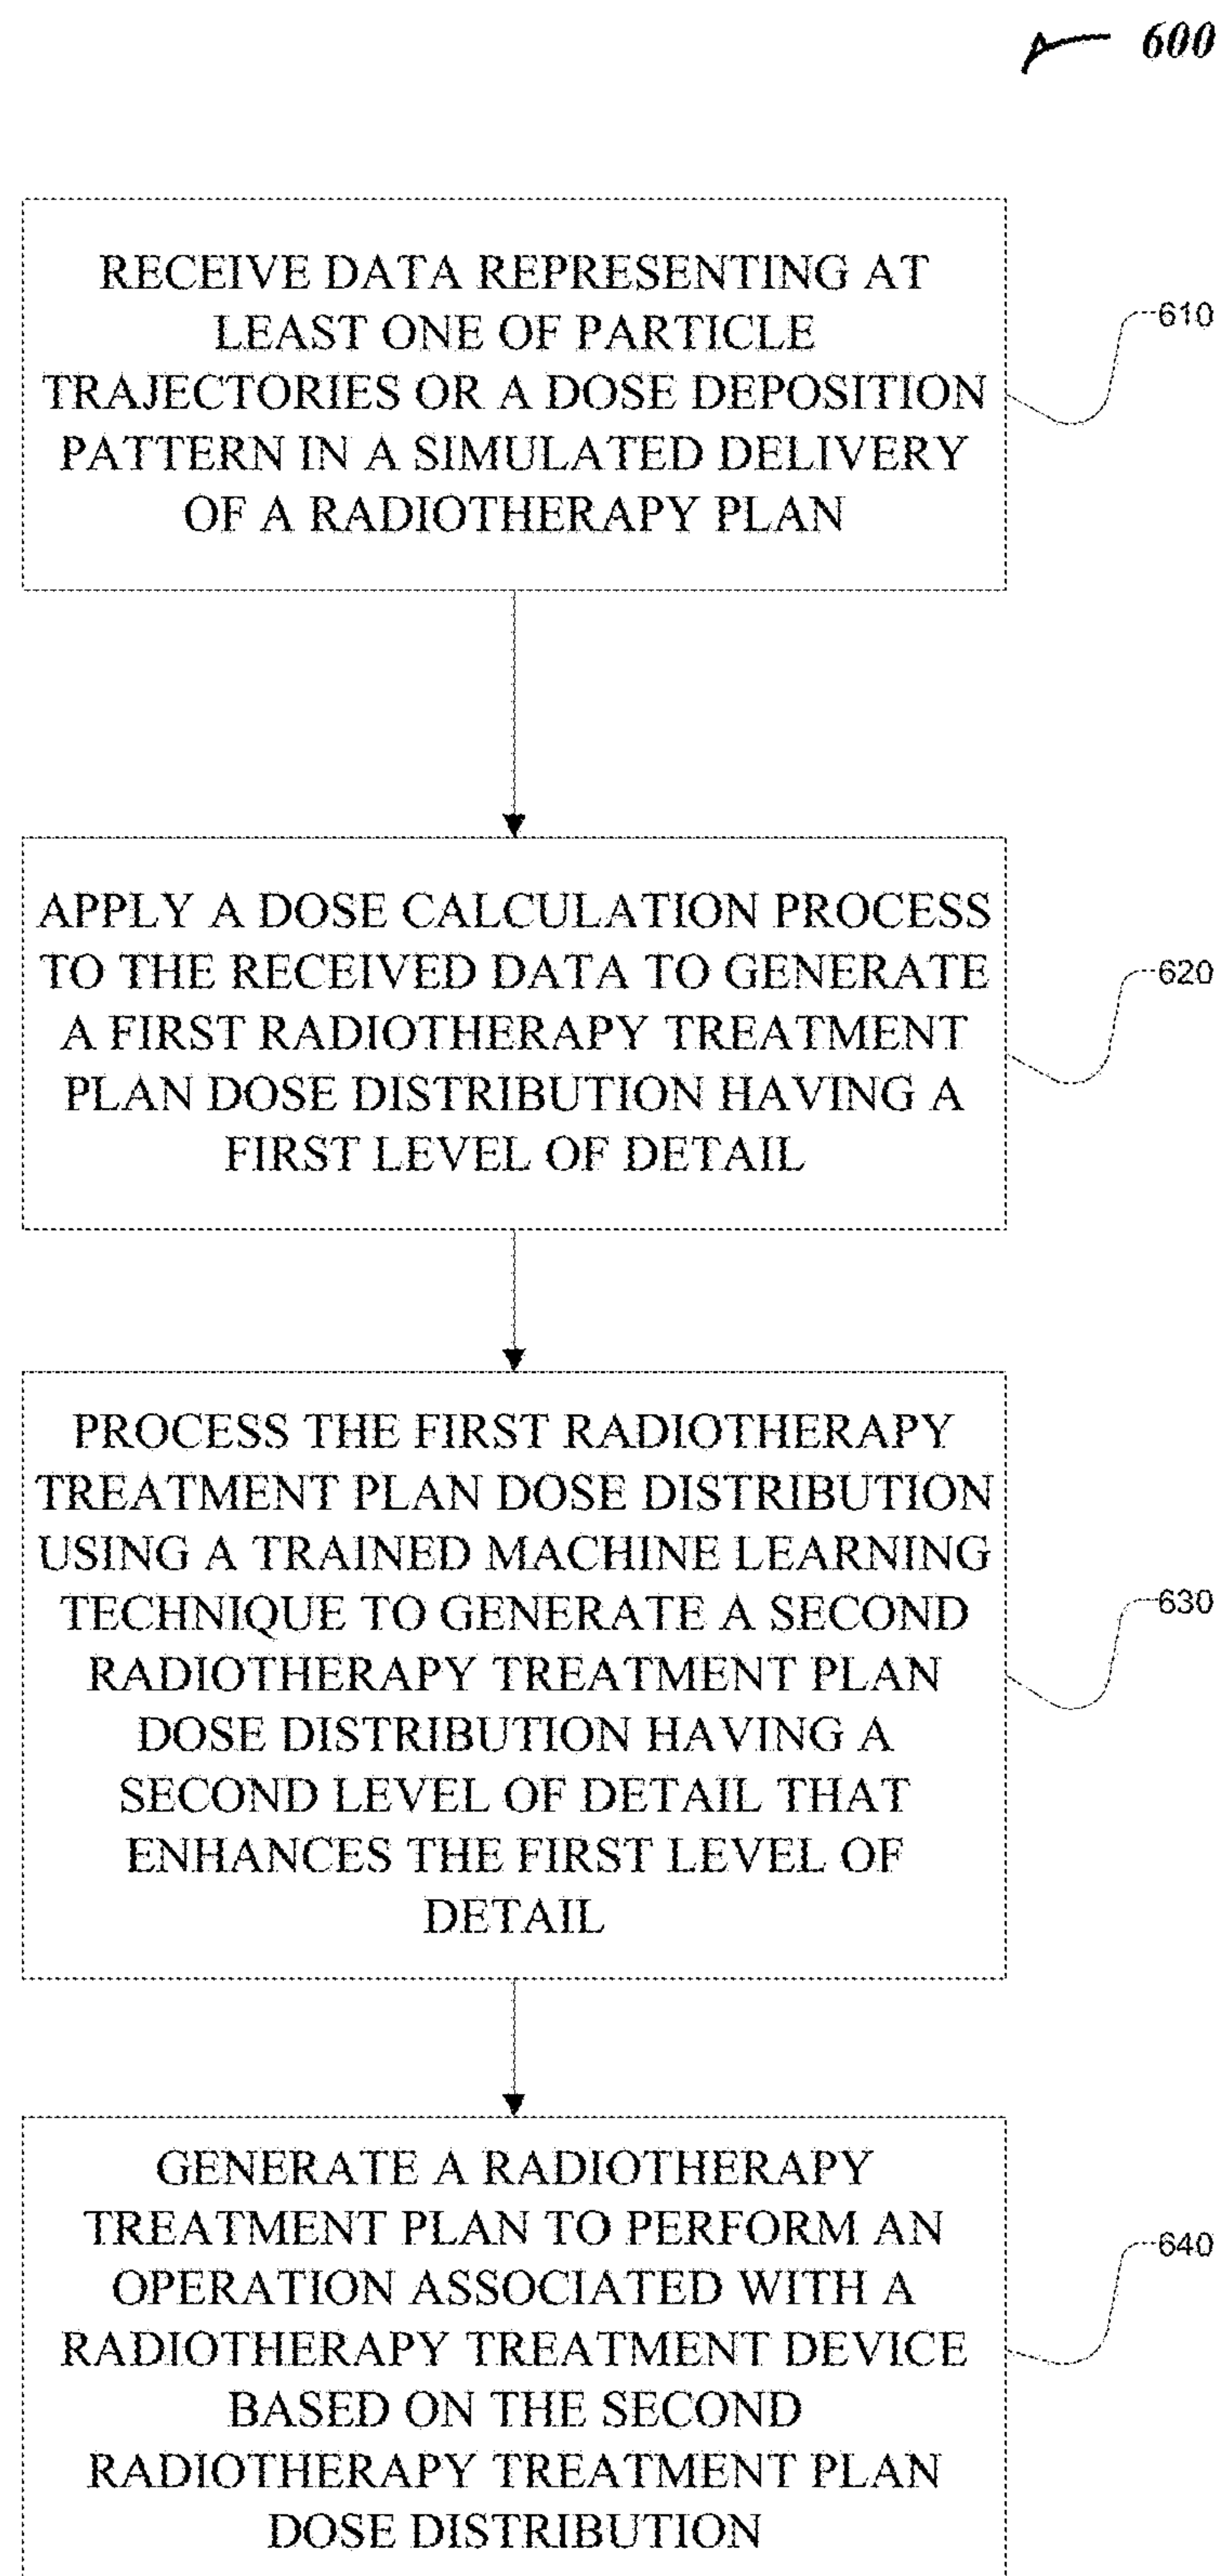 600
RECEIVE DATA REPRESENTING AT
LEAST ONE OF PARTICLE
TRAJECTORIES OR A DOSE DEPOSITION
PATTERN IN A SIMULATED DELIVERY
OF A RADIOTHERAPY PLAN
610
APPLY A DOSE CALCULATION PROCESS
TO THE RECEIVED DATA TO GENERATE
A FIRST RADIOTHERAPY TREATMENT
PLAN DOSE DISTRIBUTION HAVING A
FIRST LEVEL OF DETAIL
620
PROCESS THE FIRST RADIOTHERAPY
TREATMENT PLAN DOSE DISTRIBUTION
USING A TRAINED MACHINE LEARNING
TECHNIQUE TO GENERATE A SECOND
RADIOTHERAPY TREATMENT PLAN
DOSE DISTRIBUTION HAVING A
SECOND LEVEL OF DETAIL THAT
ENHANCES THE FIRST LEVEL OF
DETAIL
630
GENERATE A RADIOTHERAPY
TREATMENT PLAN TO PERFORM AN
OPERATION ASSOCIATED WITH A
RADIOTHERAPY TREATMENT DEVICE
BASED ON THE SECOND
RADIOTHERAPY TREATMENT PLAN
DOSE DISTRIBUTION
640